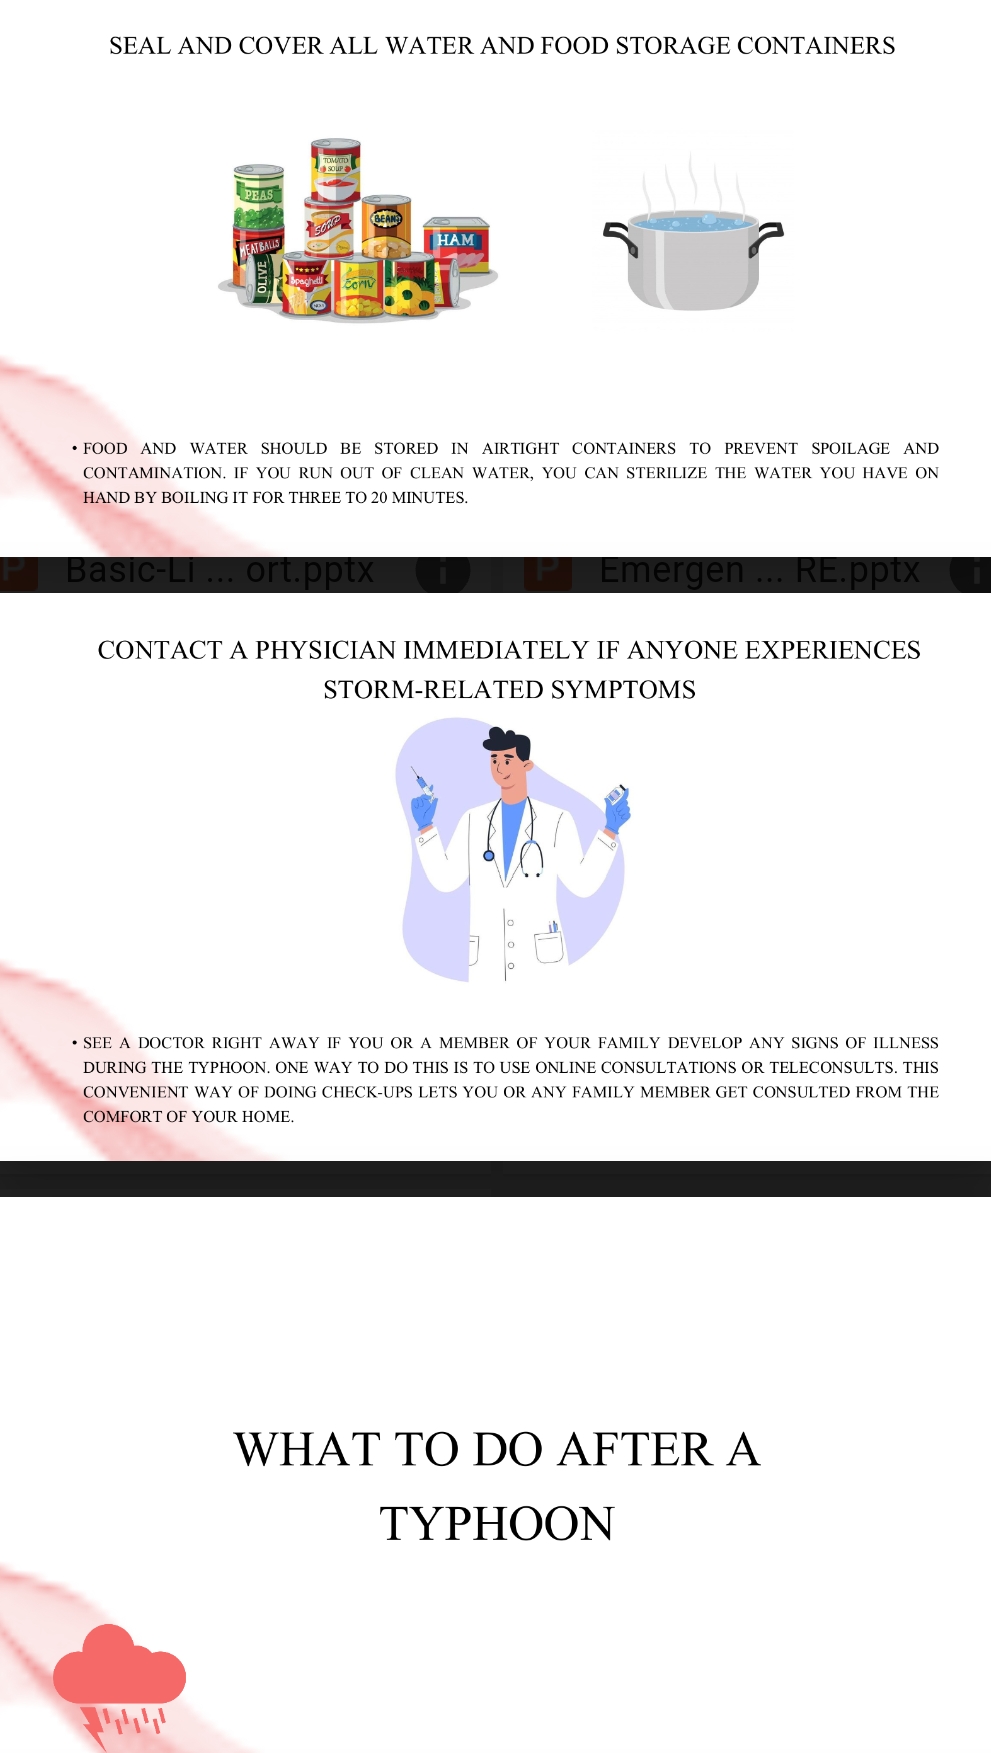 SEAL AND COVER ALL WATER AND FOOD STORAGE CONTAINERS
TOMATO
SOUP
PEAS
SOUP
BEANS
HAM
MEATBALLS
OLIVE
Spaghetti
Corn
• FOOD AND WATER SHOULD BE STORED IN AIRTIGHT CONTAINERS TO PREVENT SPOILAGE AND
CONTAMINATION. IF YOU RUN OUT OF CLEAN WATER, YOU CAN STERILIZE THE WATER YOU HAVE ON
HAND BY BOILING IT FOR THREE TO 20 MINUTES.
P Basic-Li ... ort.pptx i P Emergen ... RE.pptx i
CONTACT A PHYSICIAN IMMEDIATELY IF ANYONE EXPERIENCES
STORM-RELATED SYMPTOMS
• SEE A DOCTOR RIGHT AWAY IF YOU OR A MEMBER OF YOUR FAMILY DEVELOP ANY SIGNS OF ILLNESS
DURING THE TYPHOON. ONE WAY TO DO THIS IS TO USE ONLINE CONSULTATIONS OR TELECONSULTS. THIS
CONVENIENT WAY OF DOING CHECK-UPS LETS YOU OR ANY FAMILY MEMBER GET CONSULTED FROM THE
COMFORT OF YOUR HOME.
WHAT TO DO AFTER A
TYPHOON